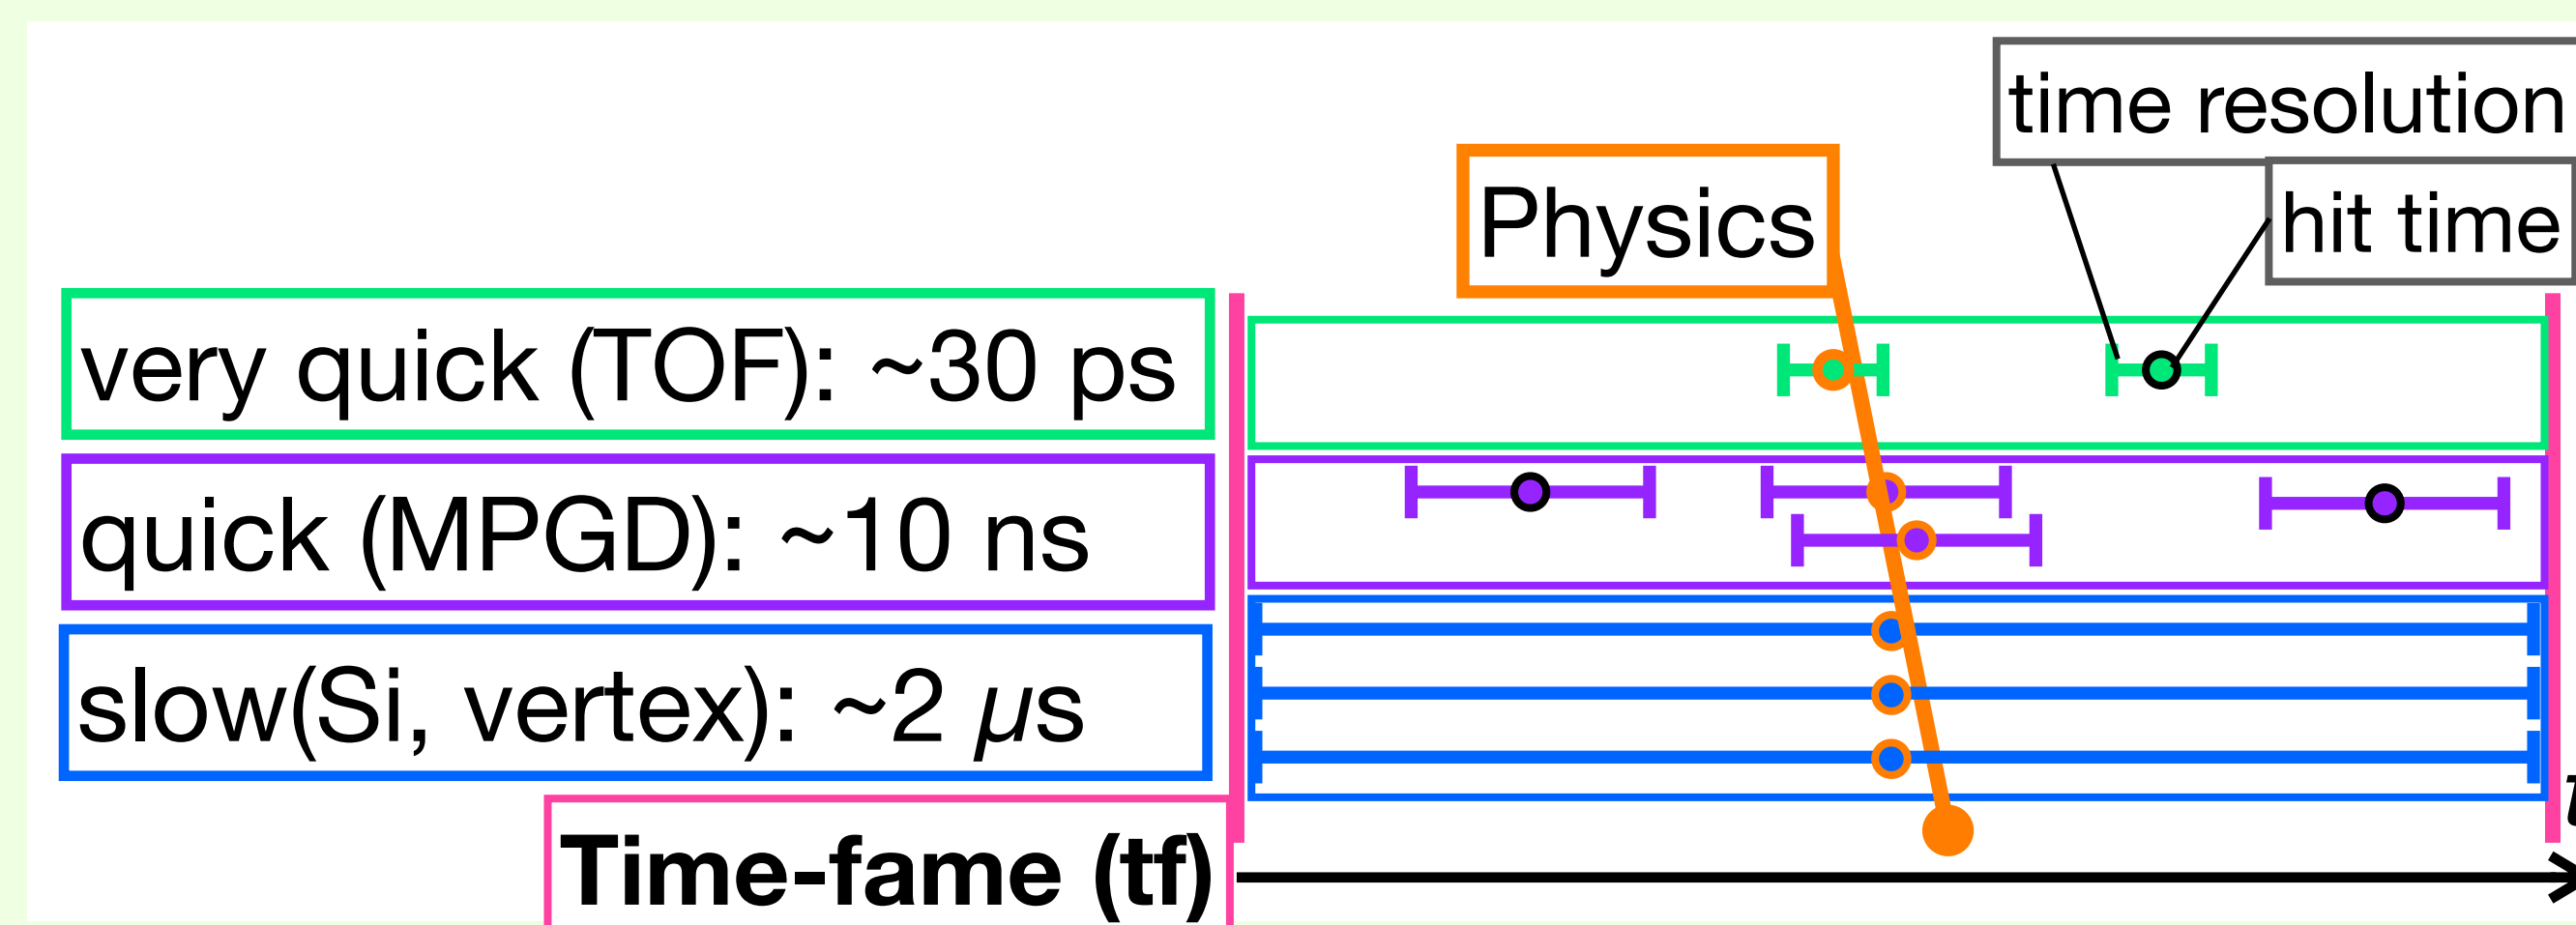 time resolution
Physics
hit time
very quick (TOF): ~30 ps
quick (MPGD): ~10 ns
slow(Si, vertex): ~2 μs
Time-fame (tf)